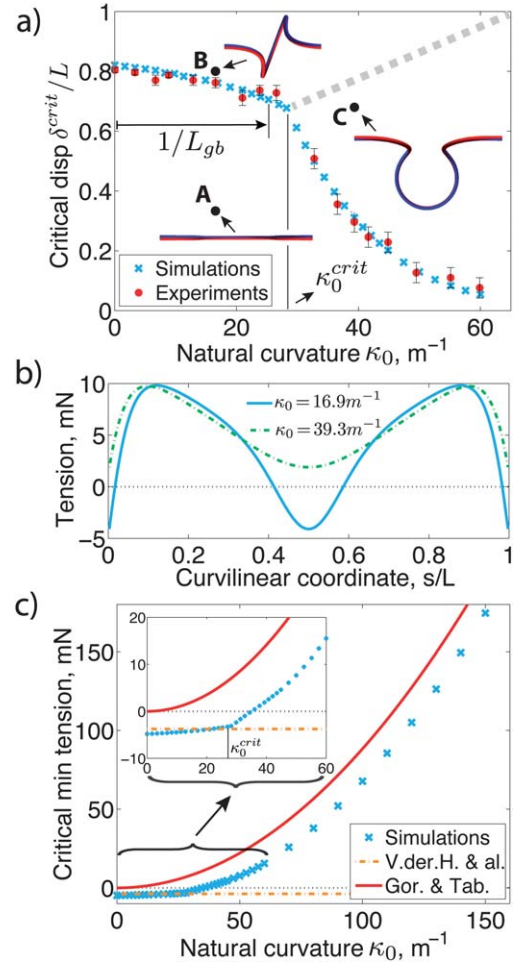 a)
Critical disp δ^crit/L
1
0.8
0.6
0.4
0.2
0
B
1/L_gb
A
C
κ_0^crit
Simulations
Experiments
0 20 40 60
Natural curvature κ_0, m^-1
b)
Tension, mN
10
5
0
−5
κ_0 = 16.9m^-1
κ_0 = 39.3m^-1
0 0.2 0.4 0.6 0.8 1
Curvilinear coordinate, s/L
c)
Critical min tension, mN
150
100
50
0
20
10
0
−10
κ_0^crit
0 20 40 60
Simulations
V.der.H. & al.
Gor. & Tab.
0 50 100 150
Natural curvature κ_0, m^-1